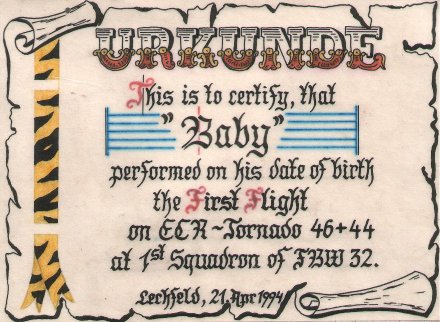 URKUNDE
This is to certify, that
"Baby"
performed on his date of birth
the First Flight
on ECR-Tornado 46+44
at 1st Squadron of FBW 32.
Lechfeld, 21. Apr 1994